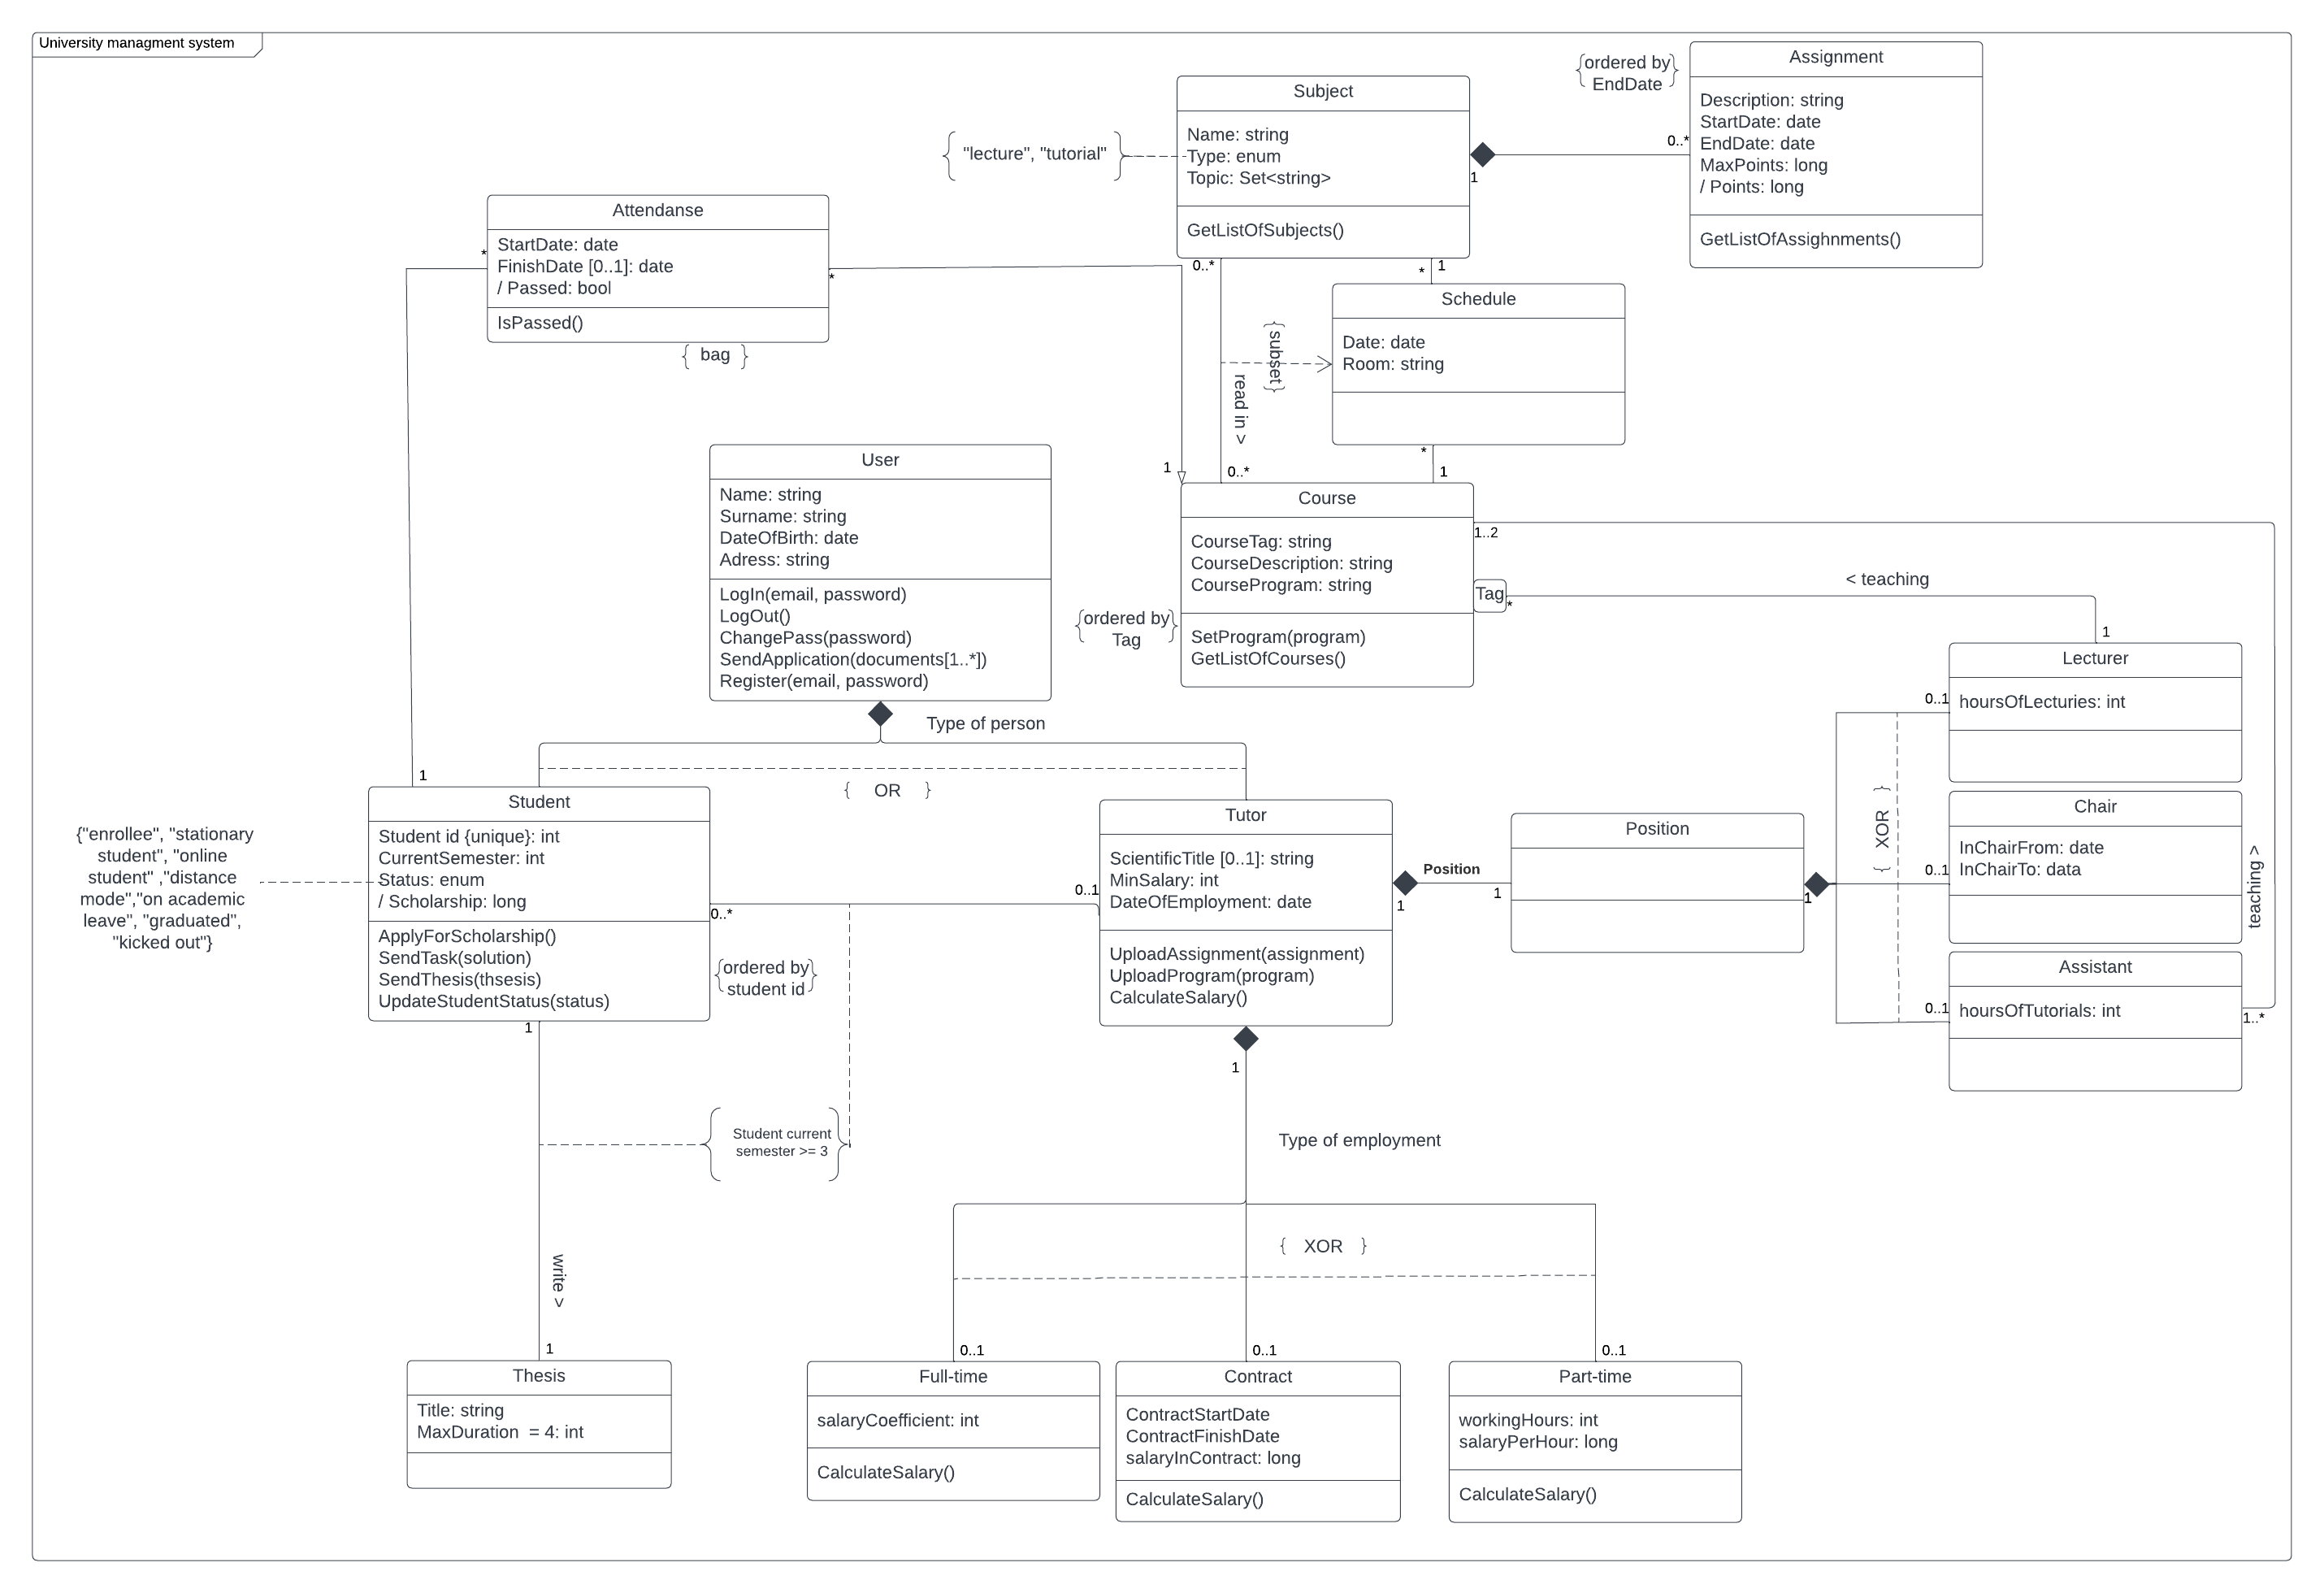 University managment system
Subject
Name: string
Type: enum
Topic: Set<string>
GetListOfSubjects()
"lecture", "tutorial"
{ordered by
EndDate}
Assignment
Description: string
StartDate: date
EndDate: date
MaxPoints: long
/ Points: long
GetListOfAssighnments()
0..*
1
Attendanse
StartDate: date
FinishDate [0..1]: date
/ Passed: bool
IsPassed()
{ bag }
*
*
0..*
*
1
Schedule
Date: date
Room: string
{subset}
read in >
1
0..*
*
1
User
Name: string
Surname: string
DateOfBirth: date
Adress: string
LogIn(email, password)
LogOut()
ChangePass(password)
SendApplication(documents[1..*])
Register(email, password)
Course
CourseTag: string
CourseDescription: string
CourseProgram: string
SetProgram(program)
GetListOfCourses()
{ordered by
Tag}
1..2
Tag
*
< teaching
1
Lecturer
hoursOfLecturies: int
0..1
Type of person
{ OR }
1
Student
Student id {unique}: int
CurrentSemester: int
Status: enum
/ Scholarship: long
ApplyForScholarship()
SendTask(solution)
SendThesis(thsesis)
UpdateStudentStatus(status)
{"enrollee", "stationary
student", "online
student" ,"distance
mode","on academic
leave", "graduated",
"kicked out"}
0..*
{ordered by
student id}
0..1
Tutor
ScientificTitle [0..1]: string
MinSalary: int
DateOfEmployment: date
UploadAssignment(assignment)
UploadProgram(program)
CalculateSalary()
Position
1
1
Position
1
{ XOR }
Chair
InChairFrom: date
InChairTo: data
0..1
teaching >
Assistant
hoursOfTutorials: int
0..1
1..*
1
1
Student current
semester >= 3
Type of employment
{ XOR }
write >
1
0..1
0..1
0..1
Thesis
Title: string
MaxDuration  = 4: int
Full-time
salaryCoefficient: int
CalculateSalary()
Contract
ContractStartDate
ContractFinishDate
salaryInContract: long
CalculateSalary()
Part-time
workingHours: int
salaryPerHour: long
CalculateSalary()